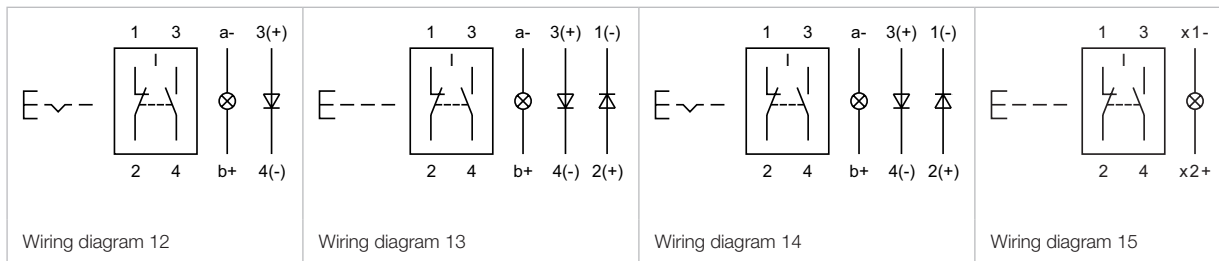 1 3 a- 3(+)
I
2 4 b+ 4(-)
Wiring diagram 12
1 3 a- 3(+) 1(-)
I
2 4 b+ 4(-) 2(+)
Wiring diagram 13
1 3 a- 3(+) 1(-)
I
2 4 b+ 4(-) 2(+)
Wiring diagram 14
1 3 x1-
I
2 4 x2+
Wiring diagram 15